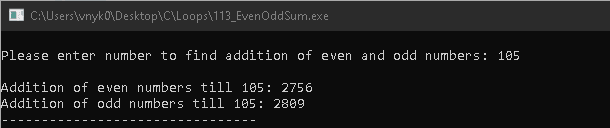 C:\Users\vnyk0\Desktop\C\Loops\113_EvenOddSum.exe
Please enter number to find addition of even and odd numbers: 105
Addition of even numbers till 105: 2756
Addition of odd numbers till 105: 2809
--------------------------------